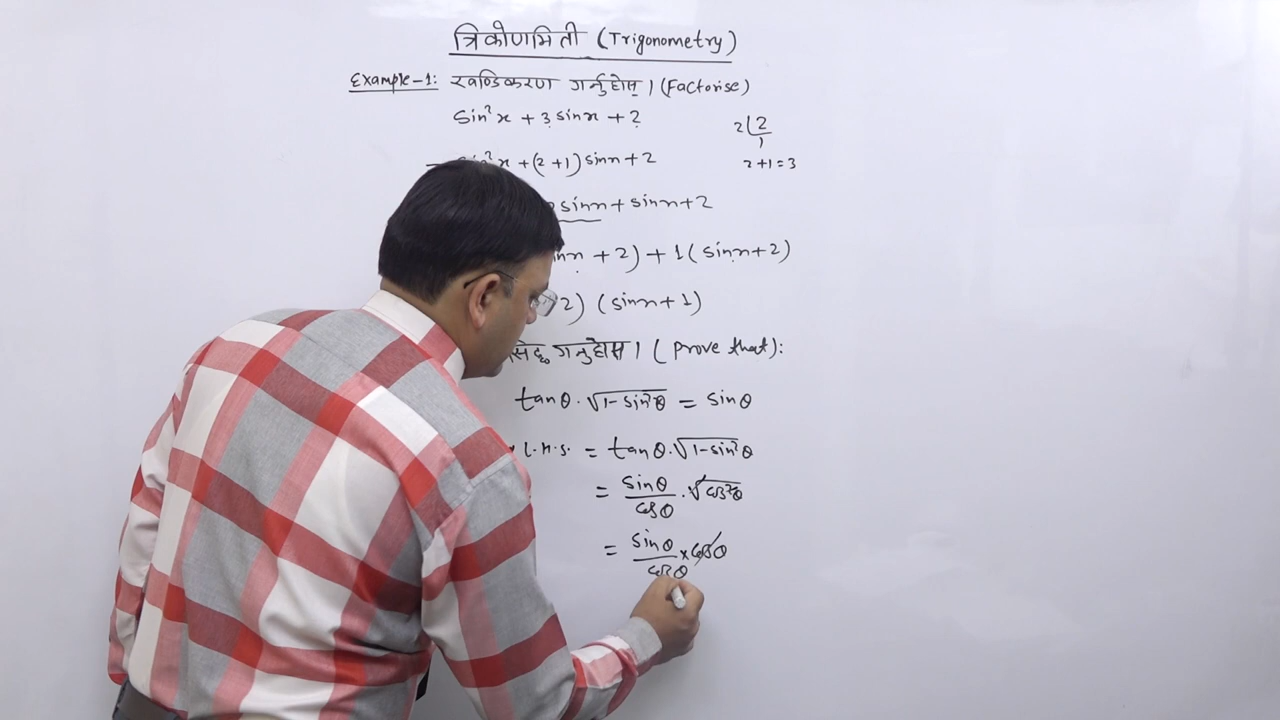 त्रिकोणमिती (Trigonometry)
Example-1: खण्डिकरण गर्नुहोस् । (Factorise)
Sin²x + 3 sinx + 2
2 2
1
sin²x + (2+1) sinx + 2
2+1=3
sinx + sinx + 2
+ 2) + 1 (sinx + 2)
2) (sinx + 1)
सिद्ध गर्नुहोस् । (Prove that):
tanθ . √1-sin²θ = sinθ
L.H.S. = tanθ . √1-sin²θ
= sinθ/cosθ . √cos²θ
= sinθ/cosθ × cosθ